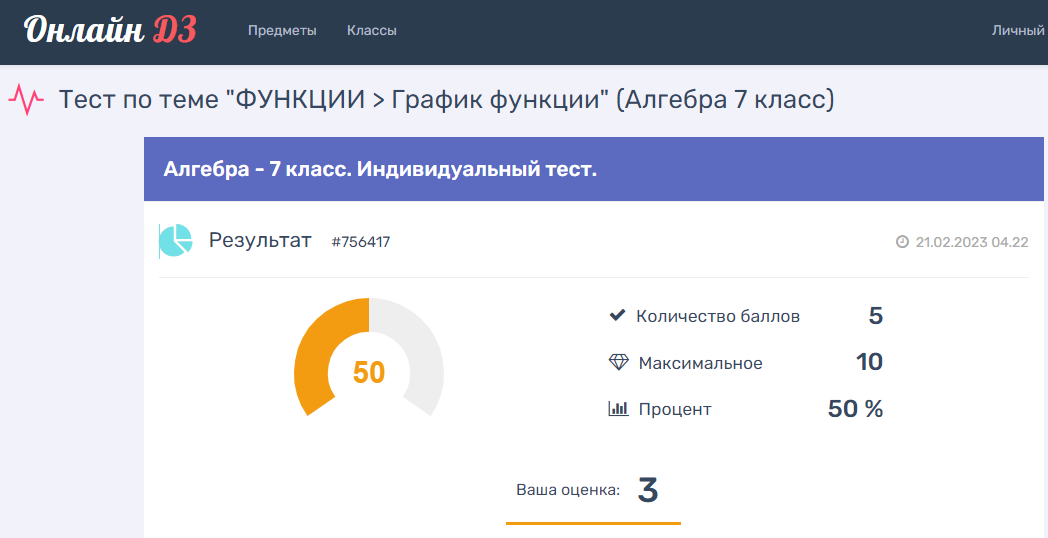 Онлайн ДЗ Предметы Классы Личный
Тест по теме "ФУНКЦИИ > График функции" (Алгебра 7 класс)
Алгебра - 7 класс. Индивидуальный тест.
Результат #756417 21.02.2023 04.22
Количество баллов 5
50
Максимальное 10
Процент 50 %
Ваша оценка: 3